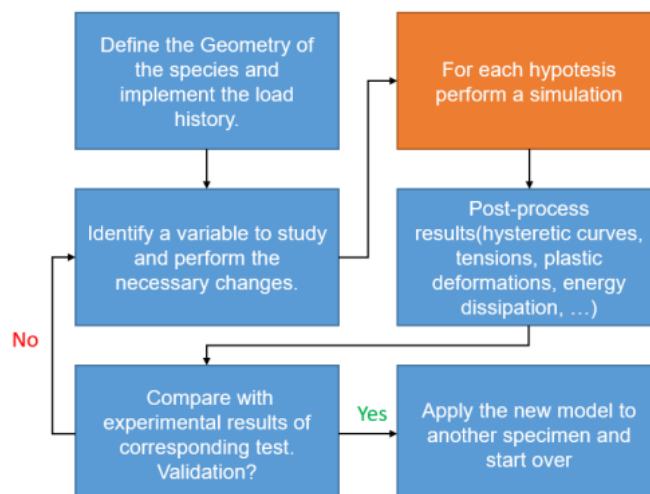 Define the Geometry of
the species and
implement the load
history.
For each hypotesis
perform a simulation
Identify a variable to study
and perform the
necessary changes.
Post-process
results(hysteretic curves,
tensions, plastic
deformations, energy
dissipation, …)
No
Compare with
experimental results of
corresponding test.
Validation?
Yes
Apply the new model to
another specimen and
start over